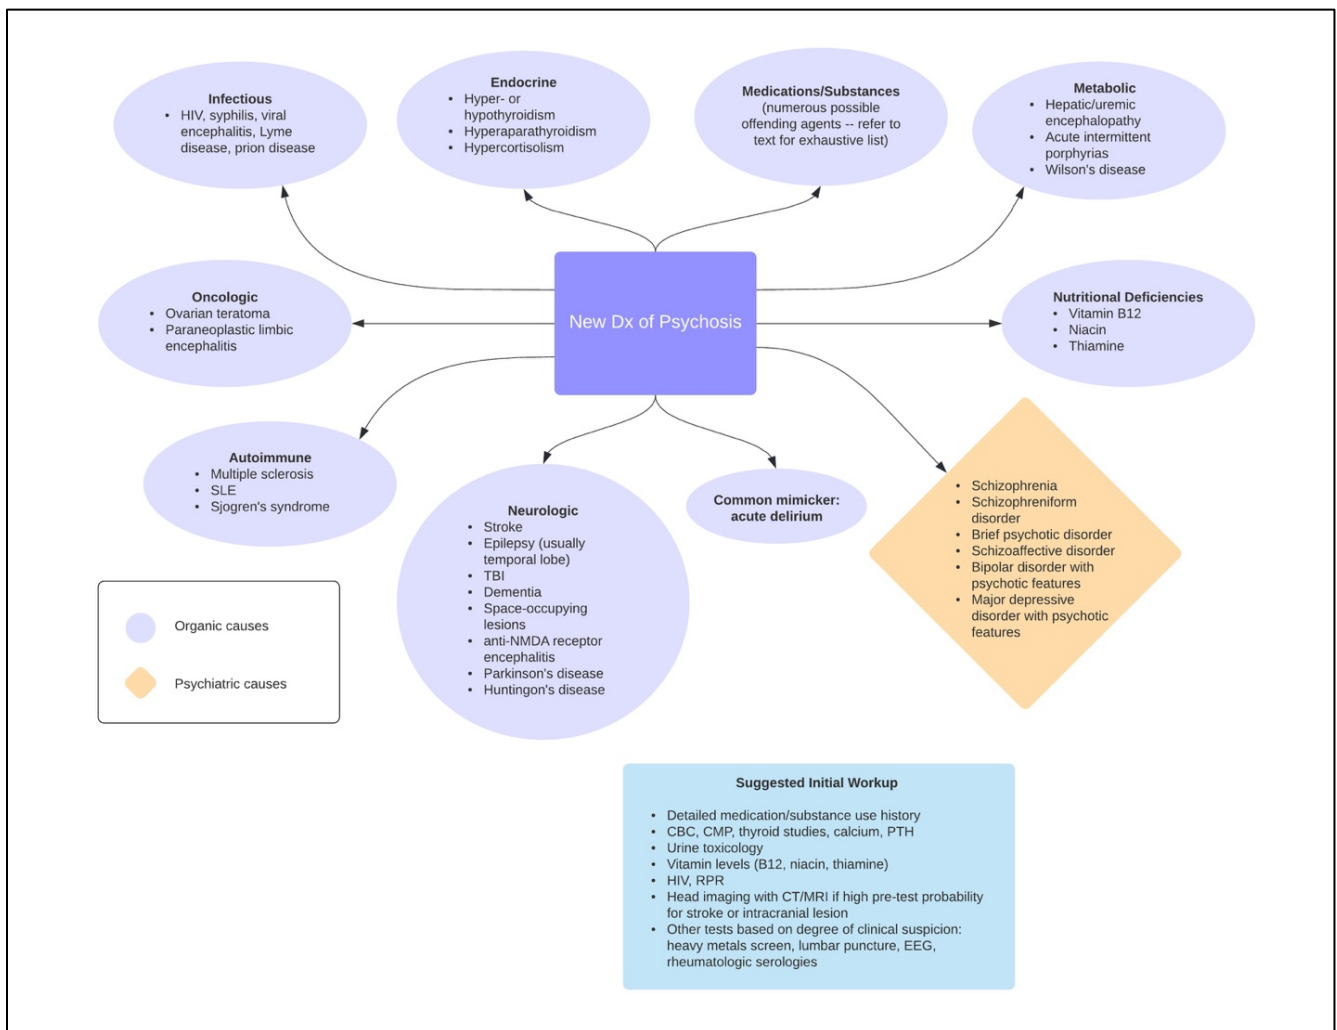 Infectious
• HIV, syphilis, viral
encephalitis, Lyme
disease, prion disease
Endocrine
• Hyper- or
hypothyroidism
• Hyperaparathyroidism
• Hypercortisolism
Medications/Substances
(numerous possible
offending agents -- refer to
text for exhaustive list)
Metabolic
• Hepatic/uremic
encephalopathy
• Acute intermittent
porphyrias
• Wilson's disease
Oncologic
• Ovarian teratoma
• Paraneoplastic limbic
encephalitis
New Dx of Psychosis
Nutritional Deficiencies
• Vitamin B12
• Niacin
• Thiamine
Autoimmune
• Multiple sclerosis
• SLE
• Sjogren's syndrome
Neurologic
• Stroke
• Epilepsy (usually
temporal lobe)
• TBI
• Dementia
• Space-occupying
lesions
• anti-NMDA receptor
encephalitis
• Parkinson's disease
• Huntingon's disease
Common mimicker:
acute delirium
• Schizophrenia
• Schizophreniform
disorder
• Brief psychotic disorder
• Schizoaffective disorder
• Bipolar disorder with
psychotic features
• Major depressive
disorder with psychotic
features
Organic causes
Psychiatric causes
Suggested Initial Workup
• Detailed medication/substance use history
• CBC, CMP, thyroid studies, calcium, PTH
• Urine toxicology
• Vitamin levels (B12, niacin, thiamine)
• HIV, RPR
• Head imaging with CT/MRI if high pre-test probability
for stroke or intracranial lesion
• Other tests based on degree of clinical suspicion:
heavy metals screen, lumbar puncture, EEG,
rheumatologic serologies